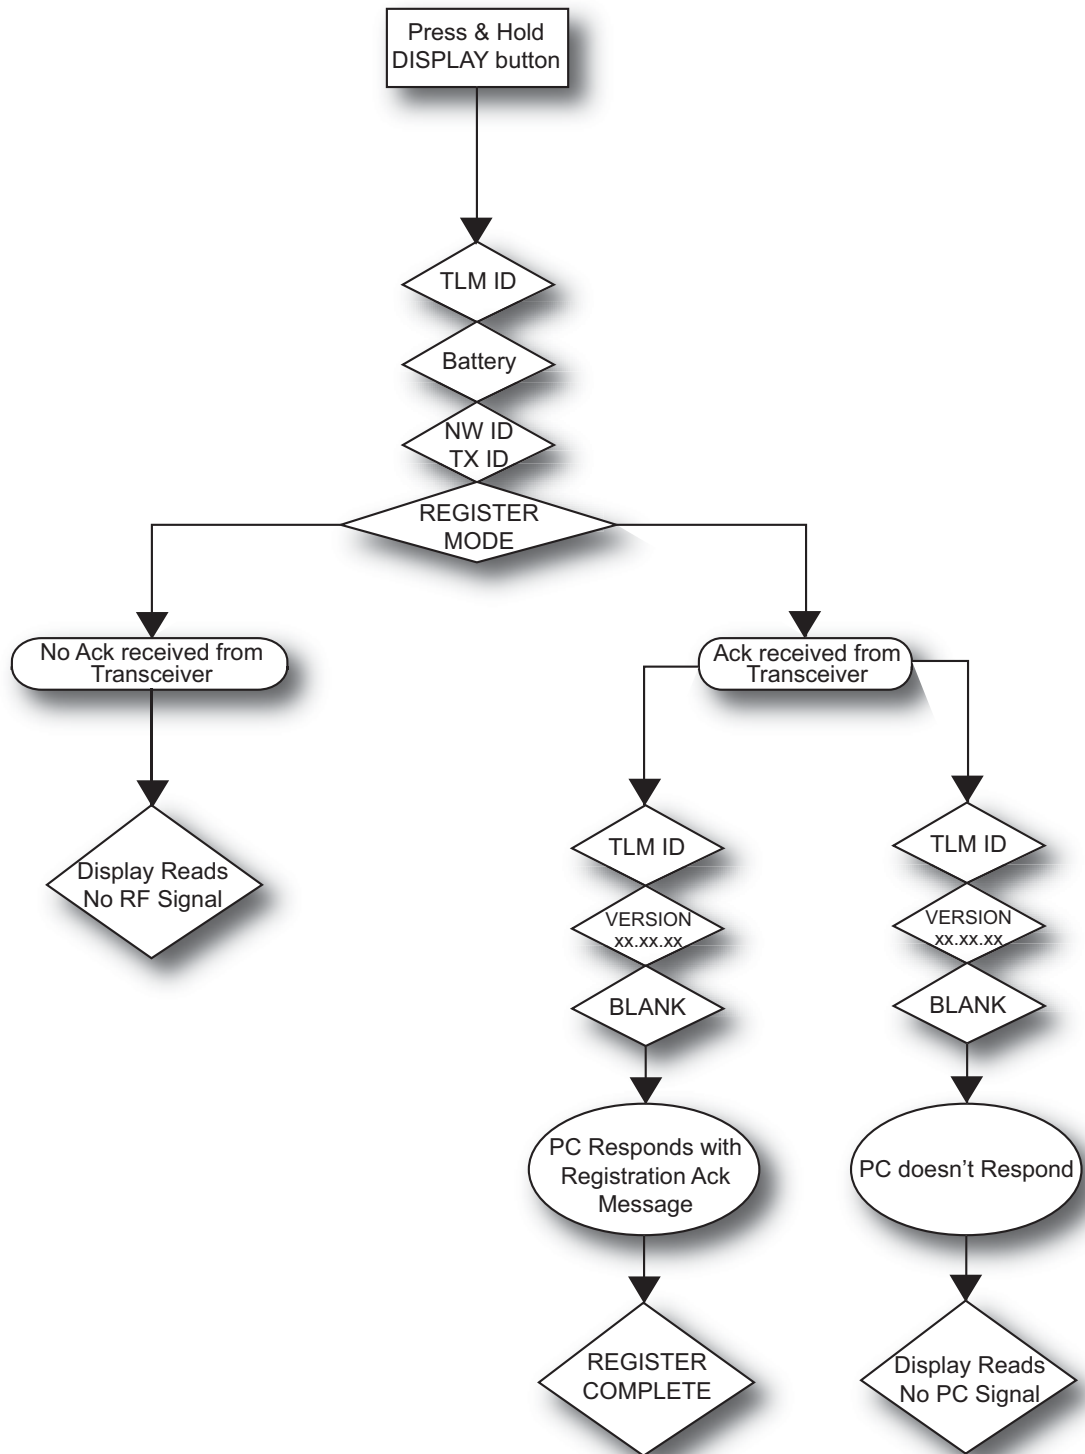 Press & Hold
DISPLAY button
TLM ID
Battery
NW ID
TX ID
REGISTER
MODE
No Ack received from
Transceiver
Ack received from
Transceiver
Display Reads
No RF Signal
TLM ID
VERSION
xx.xx.xx
BLANK
PC Responds with
Registration Ack
Message
REGISTER
COMPLETE
TLM ID
VERSION
xx.xx.xx
BLANK
PC doesn’t Respond
Display Reads
No PC Signal